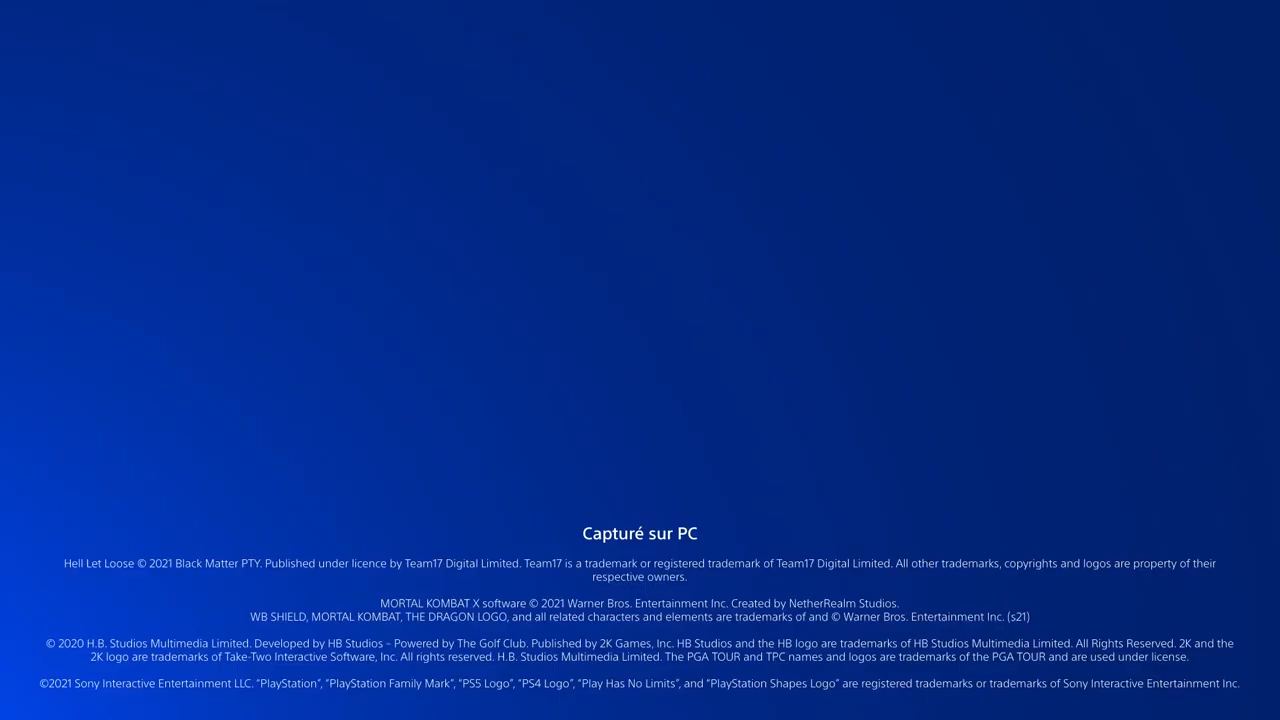 Capturé sur PC
Hell Let Loose © 2021 Black Matter PTY. Published under licence by Team17 Digital Limited. Team17 is a trademark or registered trademark of Team17 Digital Limited. All other trademarks, copyrights and logos are property of their
respective owners.
MORTAL KOMBAT X software © 2021 Warner Bros. Entertainment Inc. Created by NetherRealm Studios.
WB SHIELD, MORTAL KOMBAT, THE DRAGON LOGO, and all related characters and elements are trademarks of and © Warner Bros. Entertainment Inc. (s21)
© 2020 H.B. Studios Multimedia Limited. Developed by HB Studios – Powered by The Golf Club. Published by 2K Games, Inc. HB Studios and the HB logo are trademarks of HB Studios Multimedia Limited. All Rights Reserved. 2K and the
2K logo are trademarks of Take-Two Interactive Software, Inc. All rights reserved. H.B. Studios Multimedia Limited. The PGA TOUR and TPC names and logos are trademarks of the PGA TOUR and are used under license.
©2021 Sony Interactive Entertainment LLC. “PlayStation”, “PlayStation Family Mark”, “PS5 Logo”, “PS4 Logo”, “Play Has No Limits”, and “PlayStation Shapes Logo” are registered trademarks or trademarks of Sony Interactive Entertainment Inc.